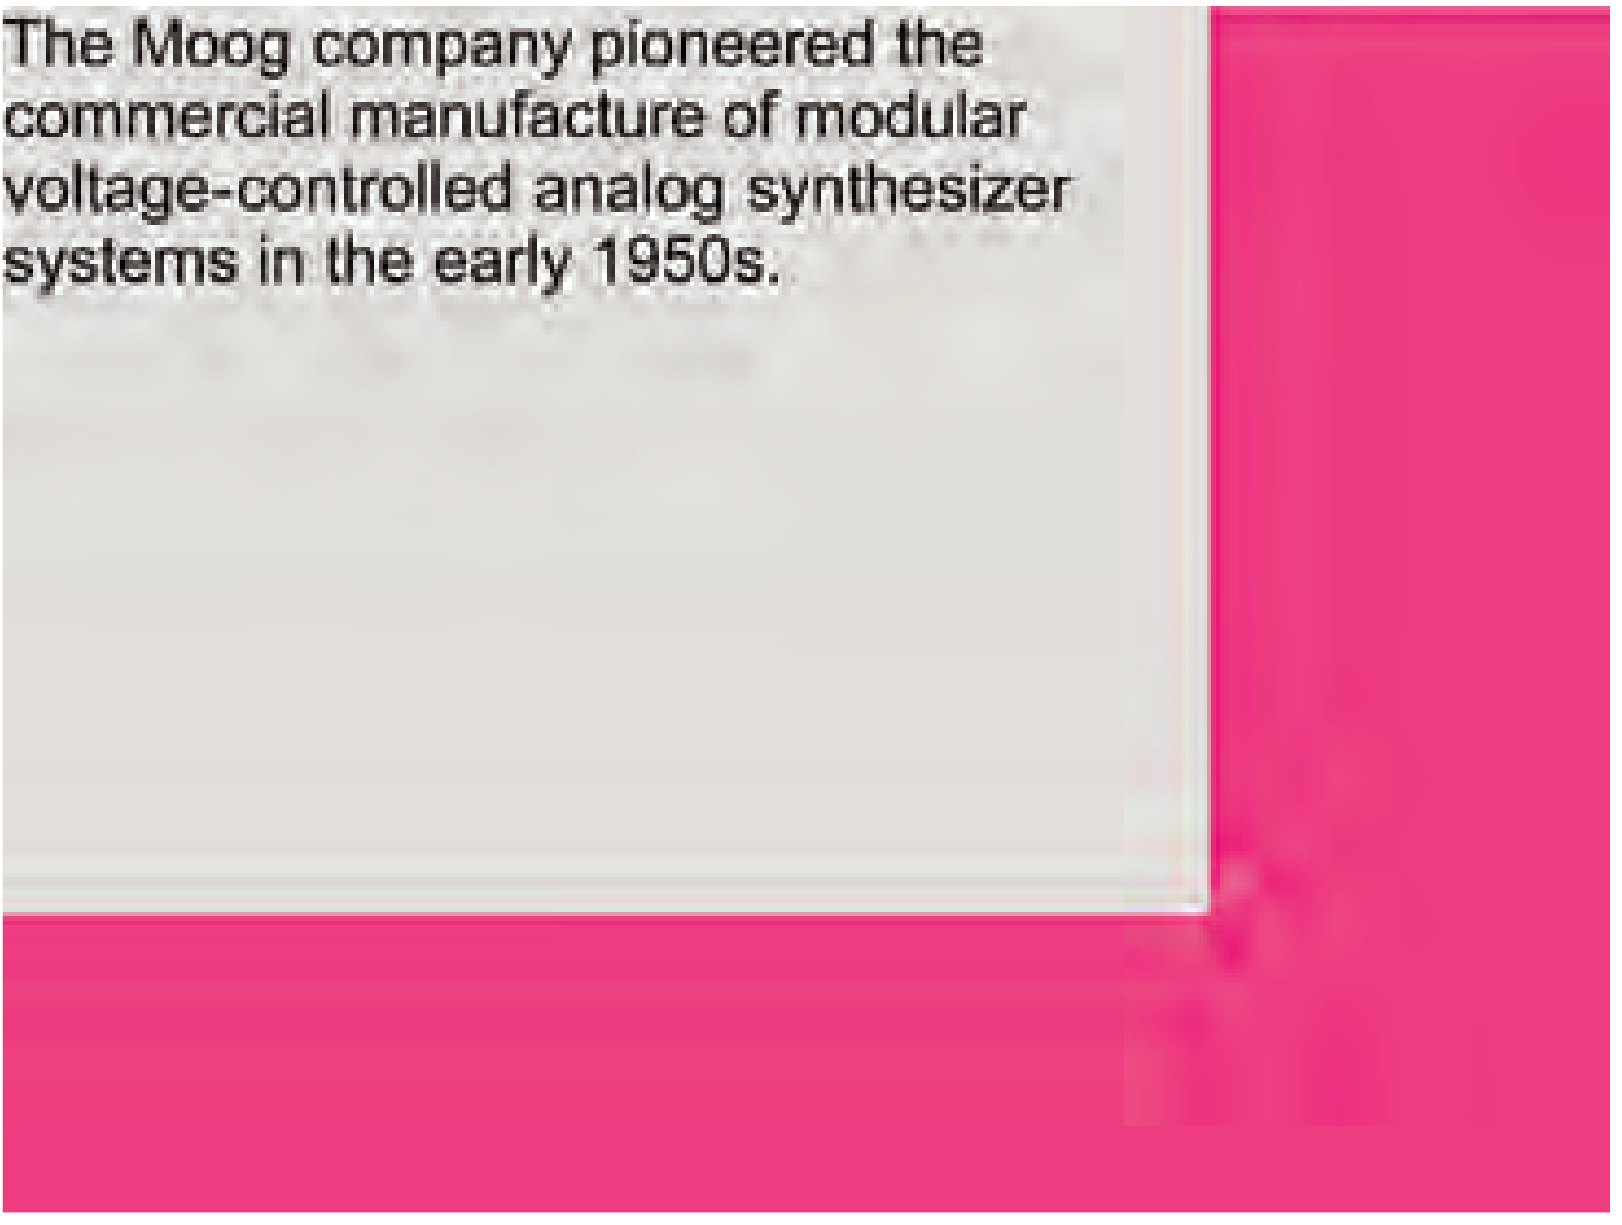 The Moog company pioneered the
commercial manufacture of modular
voltage-controlled analog synthesizer
systems in the early 1950s.